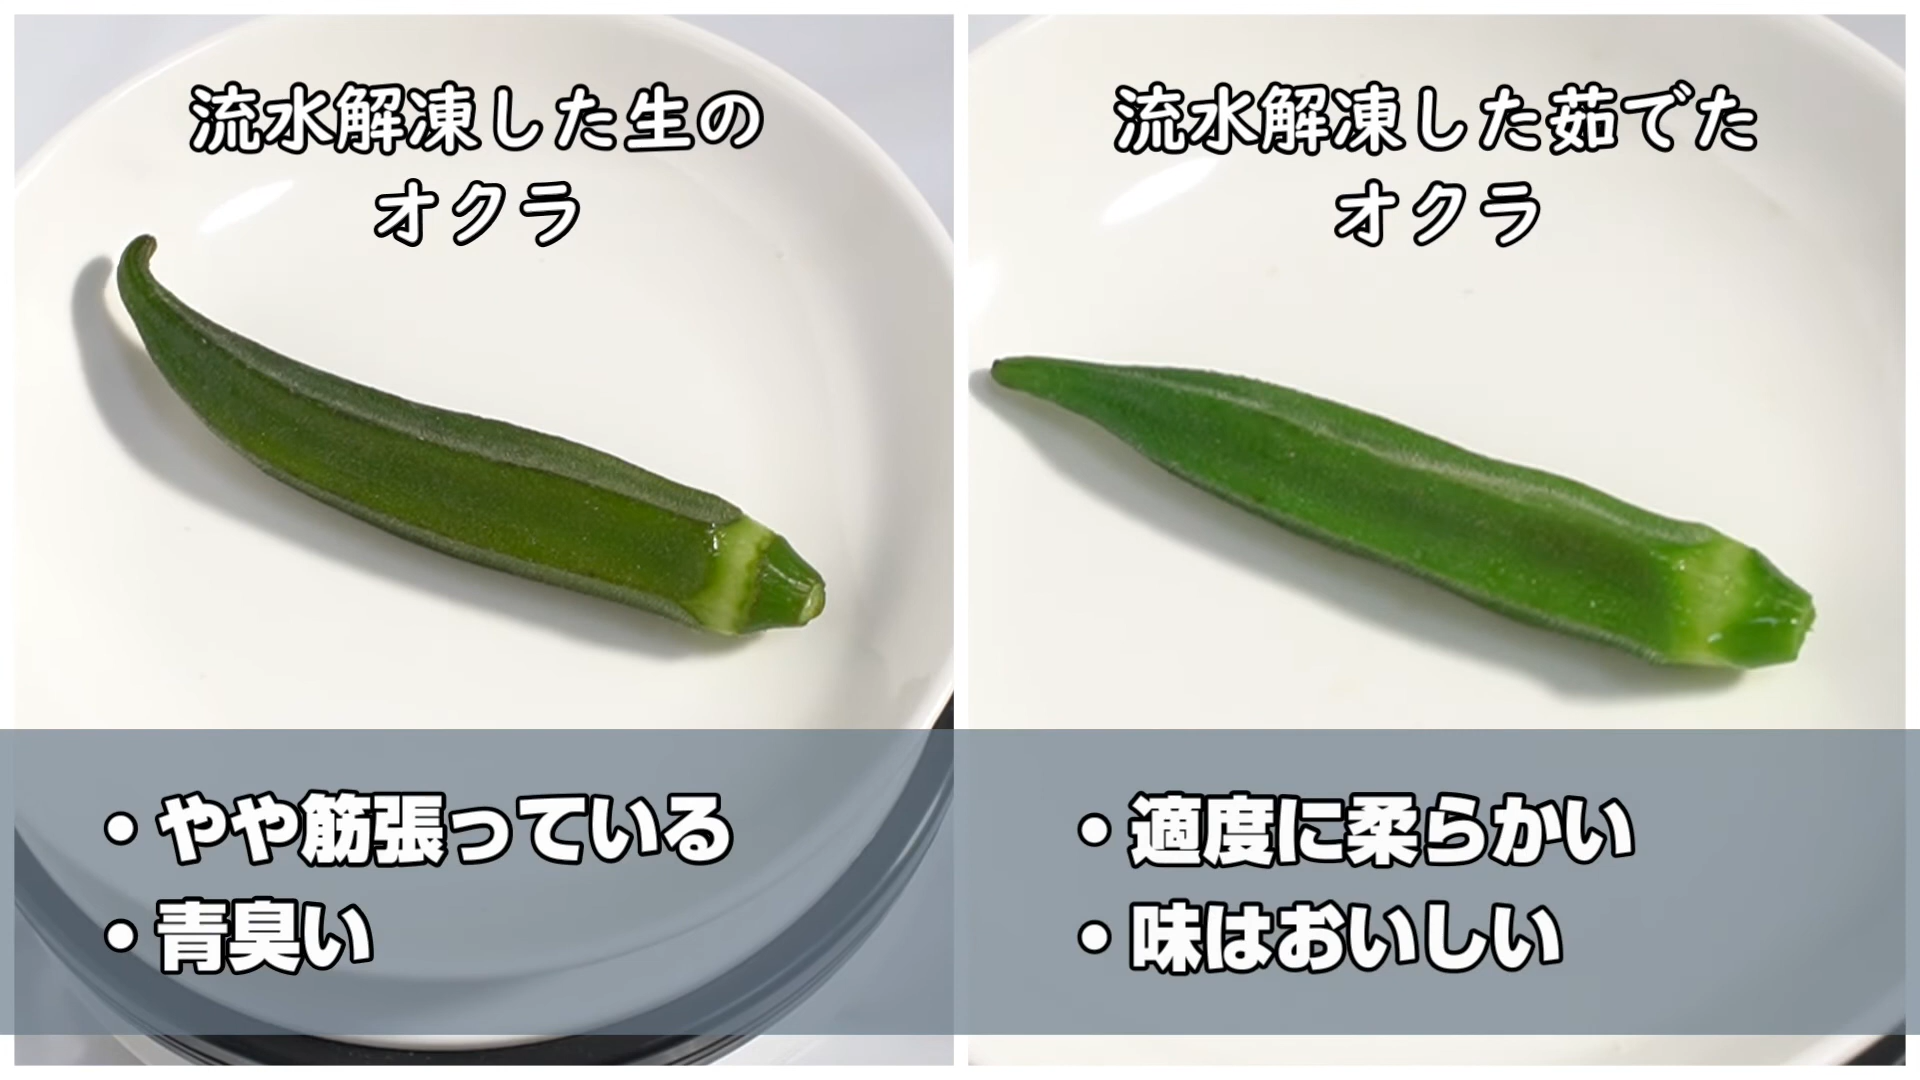 流水解凍した生の
オクラ
・やや筋張っている
・青臭い
流水解凍した茹でた
オクラ
・適度に柔らかい
・味はおいしい